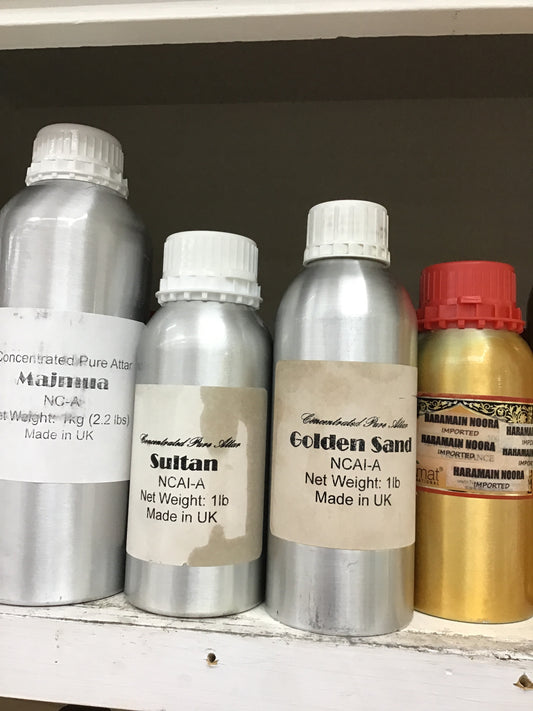 Concentrated Pure Attar
Majmua
NG-A
Net Weight: 1kg (2.2 lbs)
Made in UK
Concentrated Pure Attar
Sultan
NCAI-A
Net Weight: 1lb
Made in UK
Concentrated Pure Attar
Golden Sand
NCAI-A
Net Weight: 1lb
Made in UK
HARAMAIN NOORA
IMPORTED
HARAMAIN NOORA
IMPORTED
HARAMAIN NOORA
IMPORTED